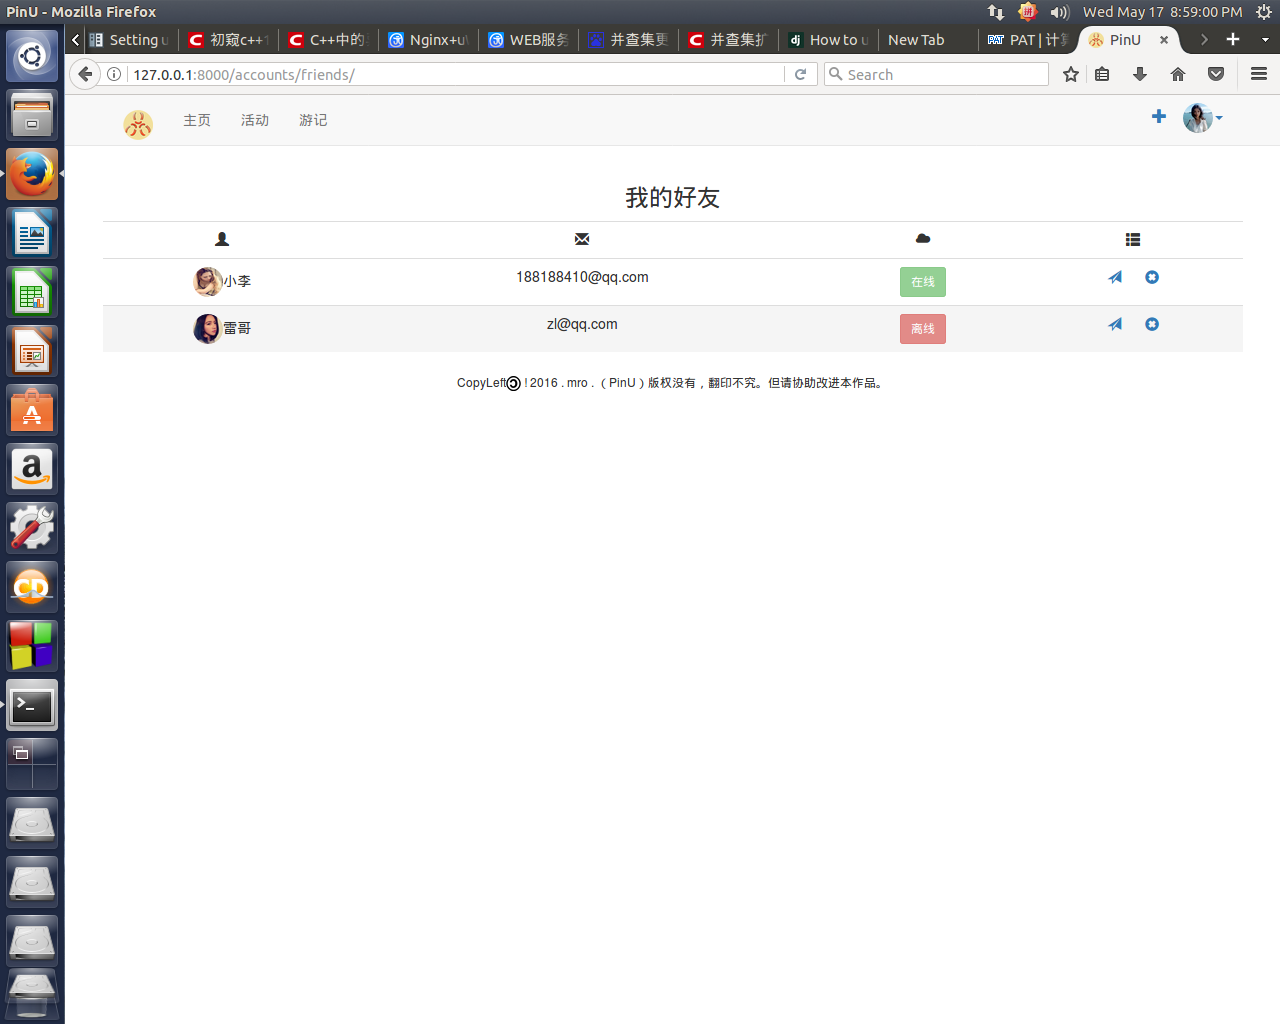 PinU - Mozilla Firefox
Wed May 17 8:59:00 PM
Setting u
初窥c++1
C++中的
Nginx+u
WEB服务
并查集更
并查集扩
How to u
New Tab
PAT | 计
PinU
127.0.0.1:8000/accounts/friends/
Search
主页 活动 游记
我的好友
小李 188188410@qq.com 在线
雷哥 zl@qq.com 离线
CopyLeft ! 2016 . mro . ( PinU ) 版权没有，翻印不究。但请协助改进本作品。